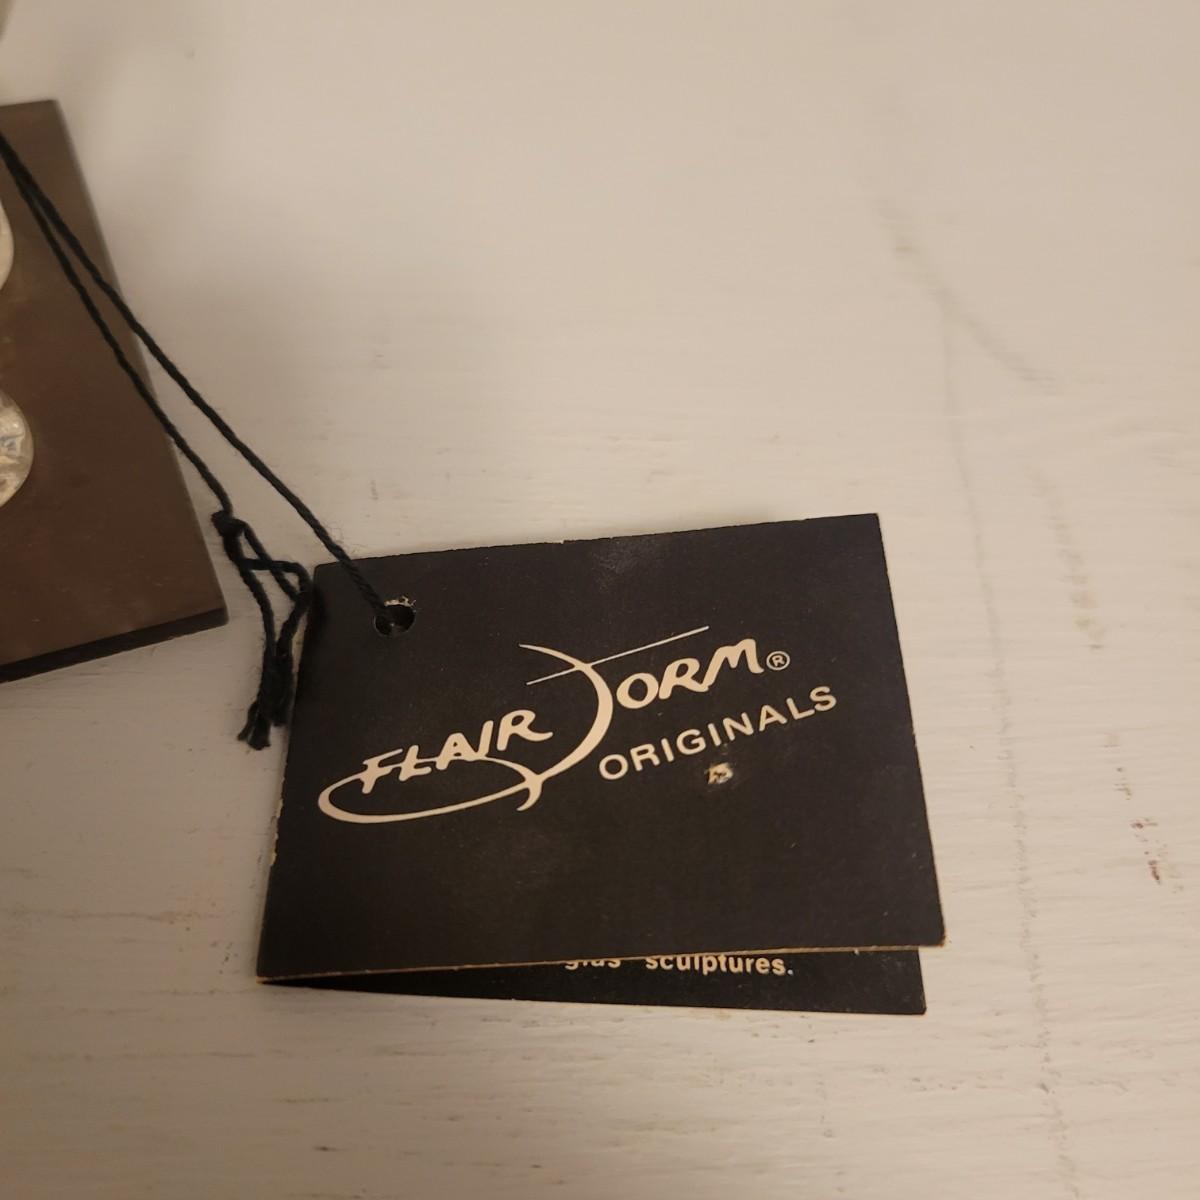 FLAIR FORM®
ORIGINALS
sculptures.